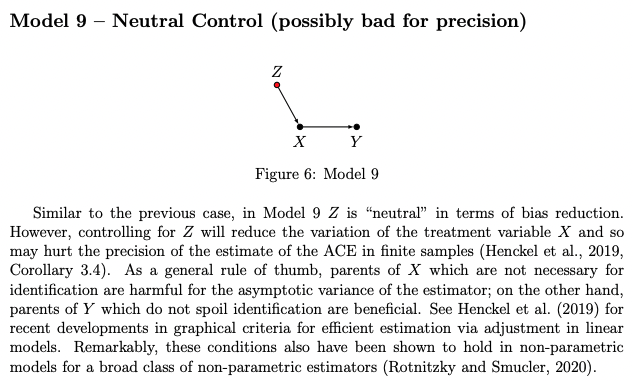 Model 9 – Neutral Control (possibly bad for precision)
Z
X
Y
Figure 6: Model 9
Similar to the previous case, in Model 9 Z is “neutral” in terms of bias reduction.
However, controlling for Z will reduce the variation of the treatment variable X and so
may hurt the precision of the estimate of the ACE in finite samples (Henckel et al., 2019,
Corollary 3.4). As a general rule of thumb, parents of X which are not necessary for
identification are harmful for the asymptotic variance of the estimator; on the other hand,
parents of Y which do not spoil identification are beneficial. See Henckel et al. (2019) for
recent developments in graphical criteria for efficient estimation via adjustment in linear
models. Remarkably, these conditions also have been shown to hold in non-parametric
models for a broad class of non-parametric estimators (Rotnitzky and Smucler, 2020).